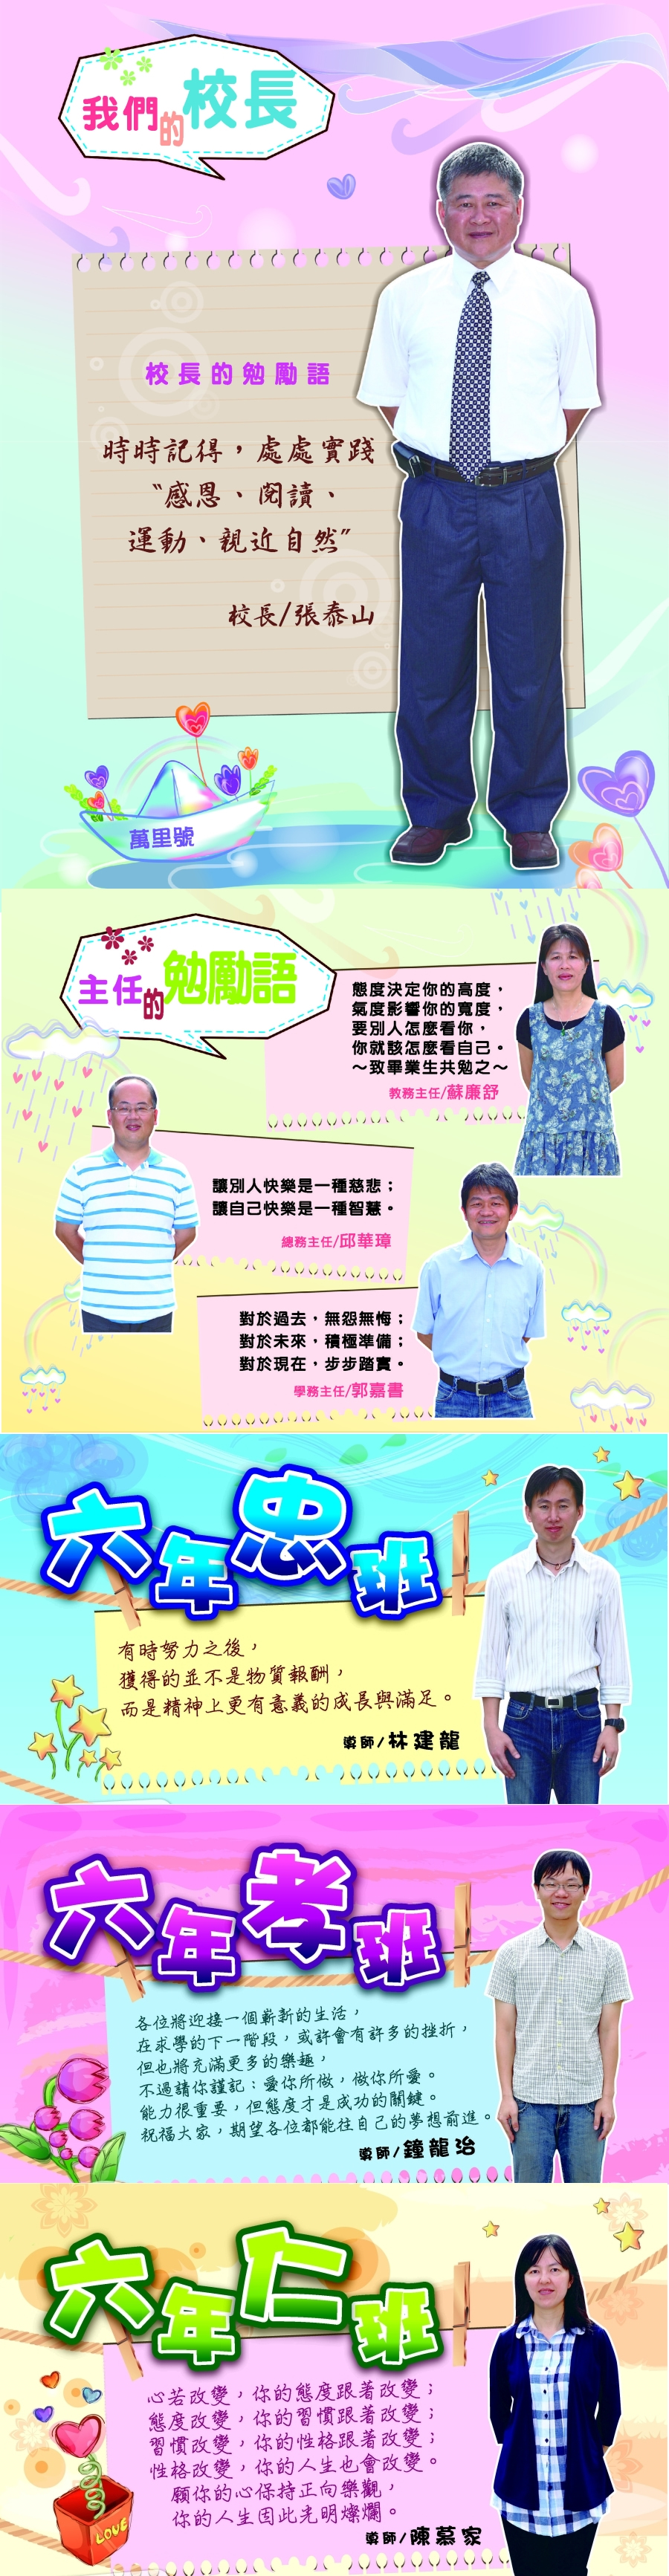 我們的校長
校長的勉勵語
時時記得，處處實踐
〝感恩、閱讀、
運動、親近自然〞
校長/張泰山
萬里號
主任的勉勵語
態度決定你的高度，
氣度影響你的寬度，
要別人怎麼看你，
你就該怎麼看自己。
～致畢業生共勉之～
教務主任/蘇廉舒
讓別人快樂是一種慈悲；
讓自己快樂是一種智慧。
總務主任/邱華璋
對於過去，無怨無悔；
對於未來，積極準備；
對於現在，步步踏實。
學務主任/郭嘉書
六年忠班
有時努力之後，
獲得的並不是物質報酬，
而是精神上更有意義的成長與滿足。
導師/林建龍
六年孝班
各位將迎接一個嶄新的生活，
在求學的下一階段，或許會有許多的挫折，
但也將充滿更多的樂趣，
不過請你謹記：愛你所做，做你所愛。
能力很重要，但態度才是成功的關鍵。
祝福大家，期望各位都能往自己的夢想前進。
導師/鐘龍治
六年仁班
心若改變，你的態度跟著改變；
態度改變，你的習慣跟著改變；
習慣改變，你的性格跟著改變；
性格改變，你的人生也會改變。
願你的心保持正向樂觀，
你的人生因此光明燦爛。
導師/陳慕家
LOVE